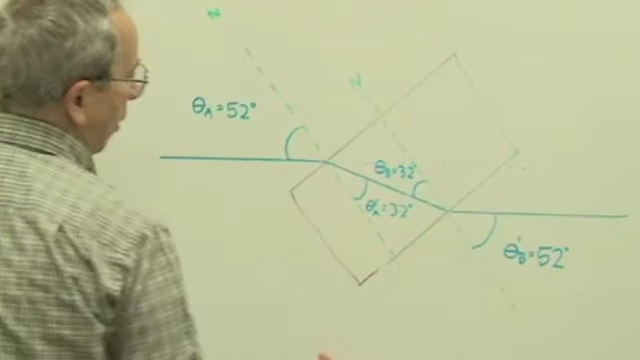 N
N
θA = 52°
θB = 32°
θ'A = 32°
θ'B = 52°